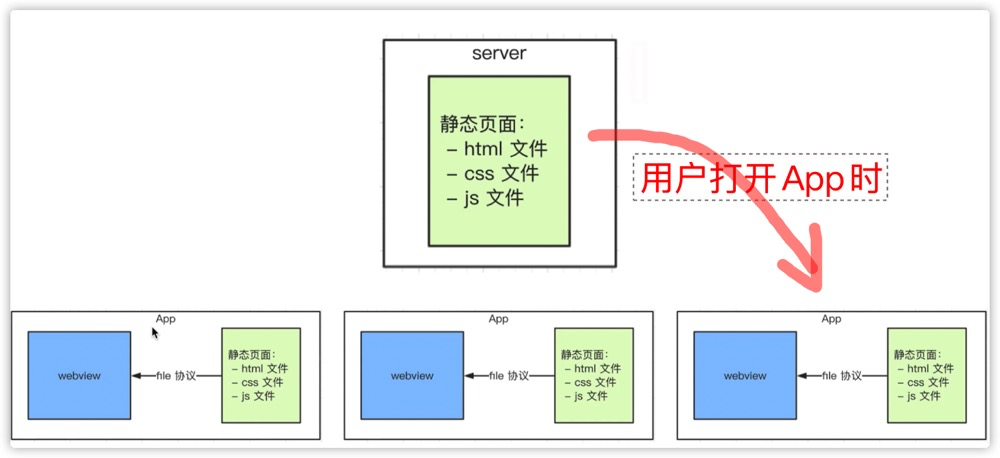 server
静态页面：
- html 文件
- css 文件
- js 文件
用户打开App时
App
webview
file 协议
静态页面：
- html 文件
- css 文件
- js 文件
App
webview
file 协议
静态页面：
- html 文件
- css 文件
- js 文件
App
webview
file 协议
静态页面：
- html 文件
- css 文件
- js 文件